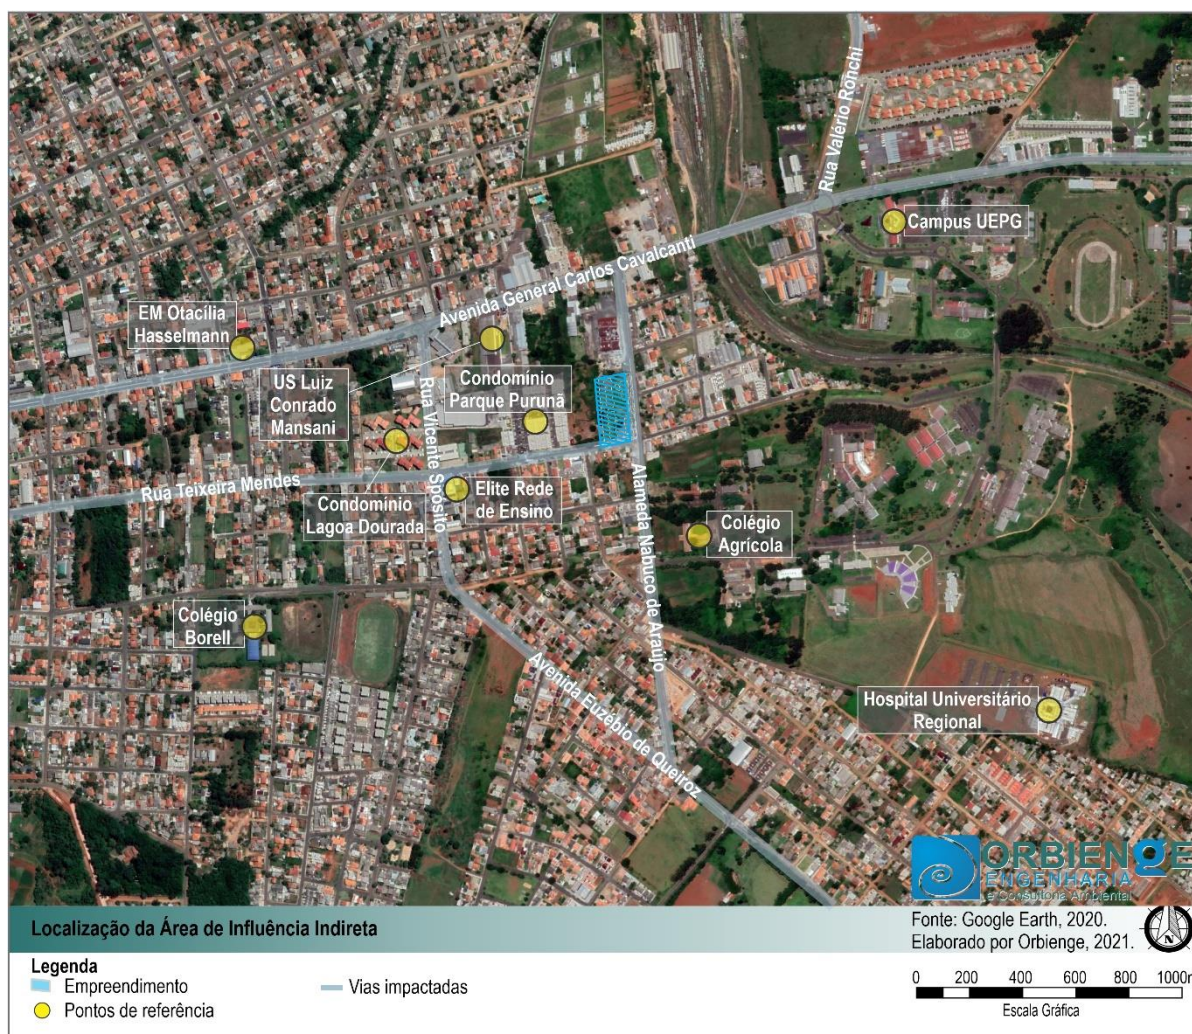 Rua Valério Ronchi
Campus UEPG
Avenida General Carlos Cavalcanti
EM Otacília
Hasselmann
US Luiz
Conrado
Mansani
Condomínio
Parque Purunã
Rua Vicente Spósito
Rua Teixeira Mendes
Condomínio
Lagoa Dourada
Elite Rede
de Ensino
Alameda Nabuco de Araújo
Colégio
Agrícola
Colégio
Borell
Avenida Euzébio de Queiroz
Hospital Universitário
Regional
ORBIENGE
ENGENHARIA
e Consultoria Ambiental
Localização da Área de Influência Indireta
Fonte: Google Earth, 2020.
Elaborado por Orbienge, 2021.
N
Legenda
Empreendimento
Vias impactadas
Pontos de referência
0 200 400 600 800 1000m
Escala Gráfica